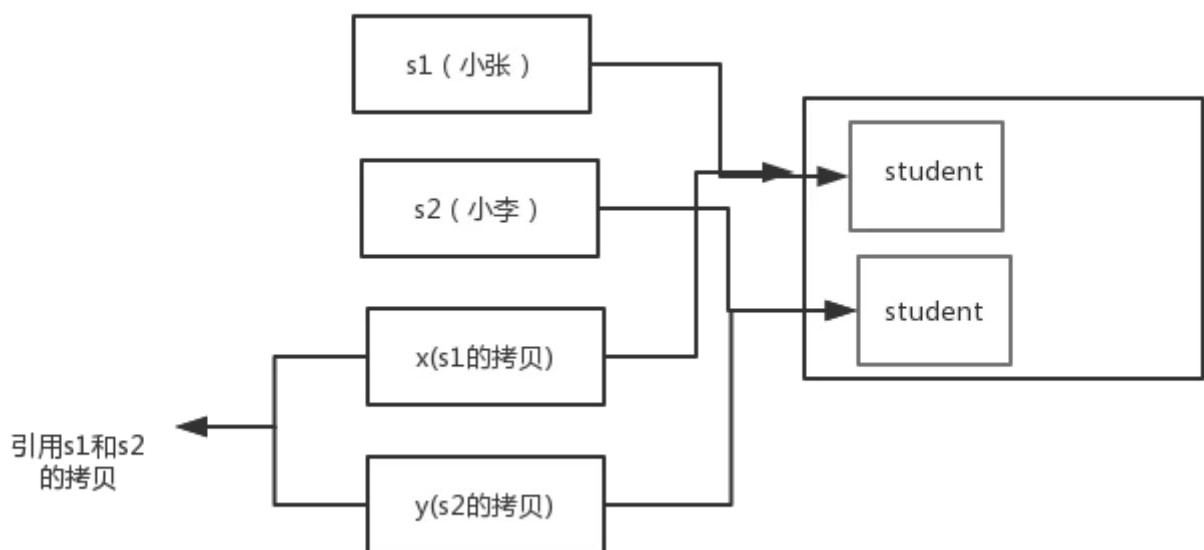 s1（小张）
student
s2（小李）
student
x(s1的拷贝)
引用s1和s2
的拷贝
y(s2的拷贝)